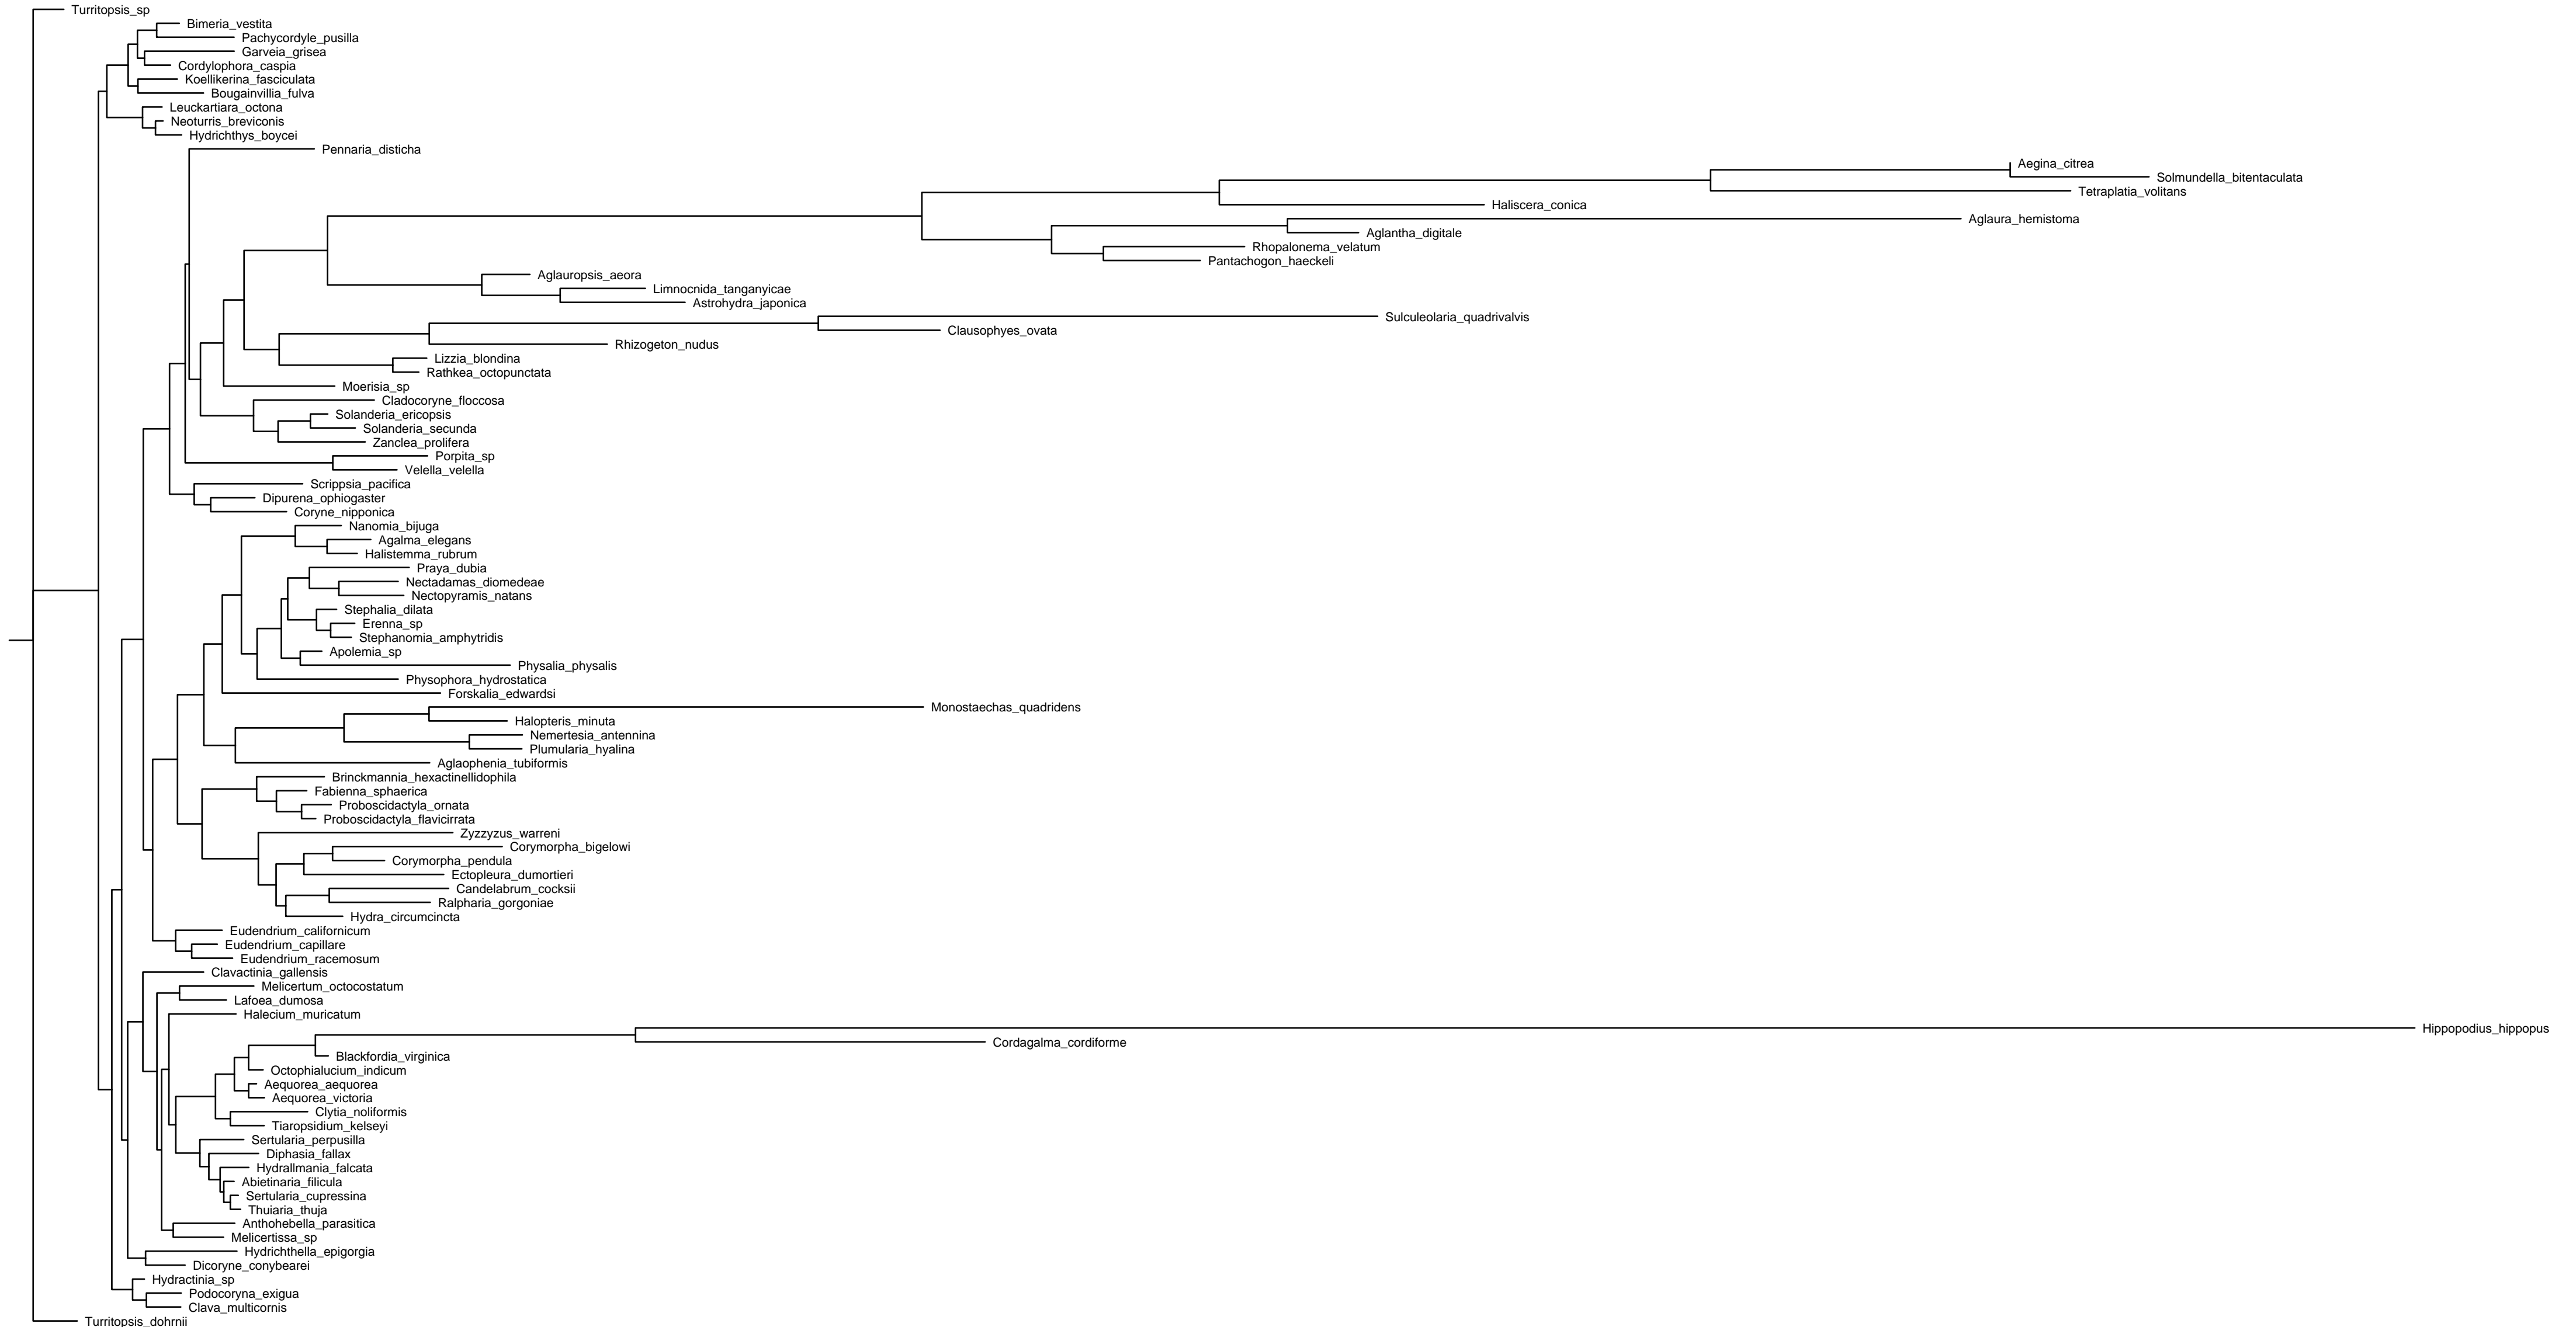 Turritopsis_sp
Bimeria_vestita
Pachycordyle_pusilla
Garveia_grisea
Cordylophora_caspia
Koellikerina_fasciculata
Bougainvillia_fulva
Leuckartiara_octona
Neoturris_breviconis
Hydrichthys_boycei
Pennaria_disticha
Aegina_citrea
Solmundella_bitentaculata
Tetraplatia_volitans
Haliscera_conica
Aglaura_hemistoma
Aglantha_digitale
Rhopalonema_velatum
Pantachogon_haeckeli
Aglauropsis_aeora
Limnocnida_tanganyicae
Astrohydra_japonica
Sulculeolaria_quadrivalvis
Clausophyes_ovata
Rhizogeton_nudus
Lizzia_blondina
Rathkea_octopunctata
Moerisia_sp
Cladocoryne_floccosa
Solanderia_ericopsis
Solanderia_secunda
Zanclea_prolifera
Porpita_sp
Velella_velella
Scrippsia_pacifica
Dipurena_ophiogaster
Coryne_nipponica
Nanomia_bijuga
Agalma_elegans
Halistemma_rubrum
Praya_dubia
Nectadamas_diomedeae
Nectopyramis_natans
Stephalia_dilata
Erenna_sp
Stephanomia_amphytridis
Apolemia_sp
Physalia_physalis
Physophora_hydrostatica
Forskalia_edwardsi
Monostaechas_quadridens
Halopteris_minuta
Nemertesia_antennina
Plumularia_hyalina
Aglaophenia_tubiformis
Brinckmannia_hexactinellidophila
Fabienna_sphaerica
Proboscidactyla_ornata
Proboscidactyla_flavicirrata
Zyzzyzus_warreni
Corymorpha_bigelowi
Corymorpha_pendula
Ectopleura_dumortieri
Candelabrum_cocksii
Ralpharia_gorgoniae
Hydra_circumcincta
Eudendrium_californicum
Eudendrium_capillare
Eudendrium_racemosum
Clavactinia_gallensis
Melicertum_octocostatum
Lafoea_dumosa
Halecium_muricatum
Hippopodius_hippopus
Cordagalma_cordiforme
Blackfordia_virginica
Octophialucium_indicum
Aequorea_aequorea
Aequorea_victoria
Clytia_noliformis
Tiaropsidium_kelseyi
Sertularia_perpusilla
Diphasia_fallax
Hydrallmania_falcata
Abietinaria_filicula
Sertularia_cupressina
Thuiaria_thuja
Anthohebella_parasitica
Melicertissa_sp
Hydrichthella_epigorgia
Dicoryne_conybearei
Hydractinia_sp
Podocoryna_exigua
Clava_multicornis
Turritopsis_dohrnii